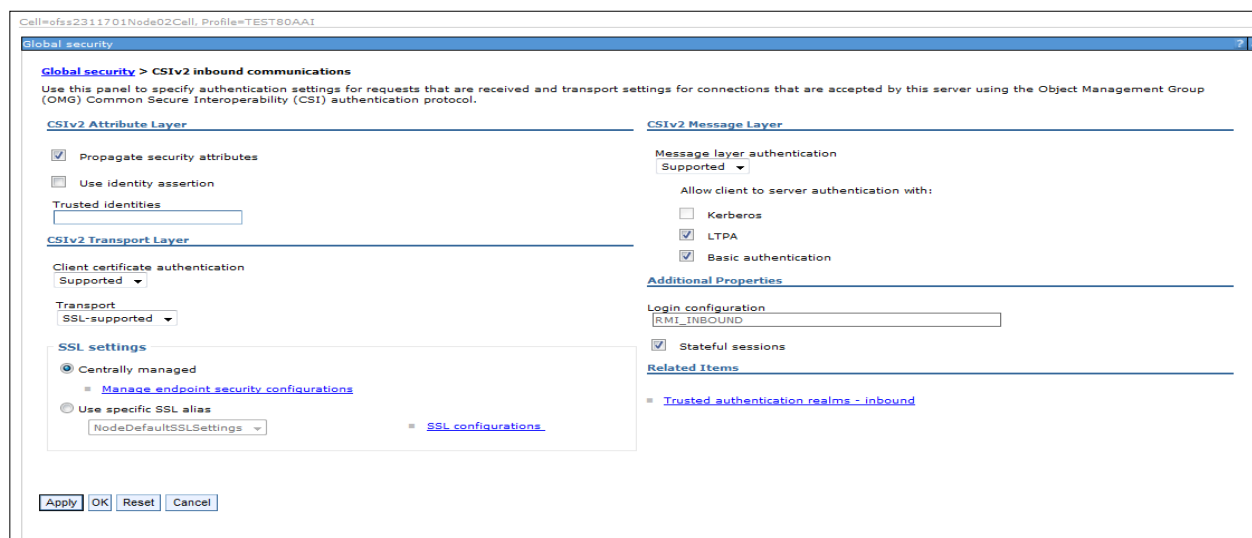 Cell=ofss2311701Node02Cell, Profile=TEST80AAI
Global security
?
Global security > CSIv2 inbound communications
Use this panel to specify authentication settings for requests that are received and transport settings for connections that are accepted by this server using the Object Management Group
(OMG) Common Secure Interoperability (CSI) authentication protocol.
CSIv2 Attribute Layer
Propagate security attributes
Use identity assertion
Trusted identities
CSIv2 Transport Layer
Client certificate authentication
Supported
Transport
SSL-supported
SSL settings
Centrally managed
Manage endpoint security configurations
Use specific SSL alias
NodeDefaultSSLSettings
SSL configurations
CSIv2 Message Layer
Message layer authentication
Supported
Allow client to server authentication with:
Kerberos
LTPA
Basic authentication
Additional Properties
Login configuration
RMI_INBOUND
Stateful sessions
Related Items
Trusted authentication realms - inbound
Apply OK Reset Cancel